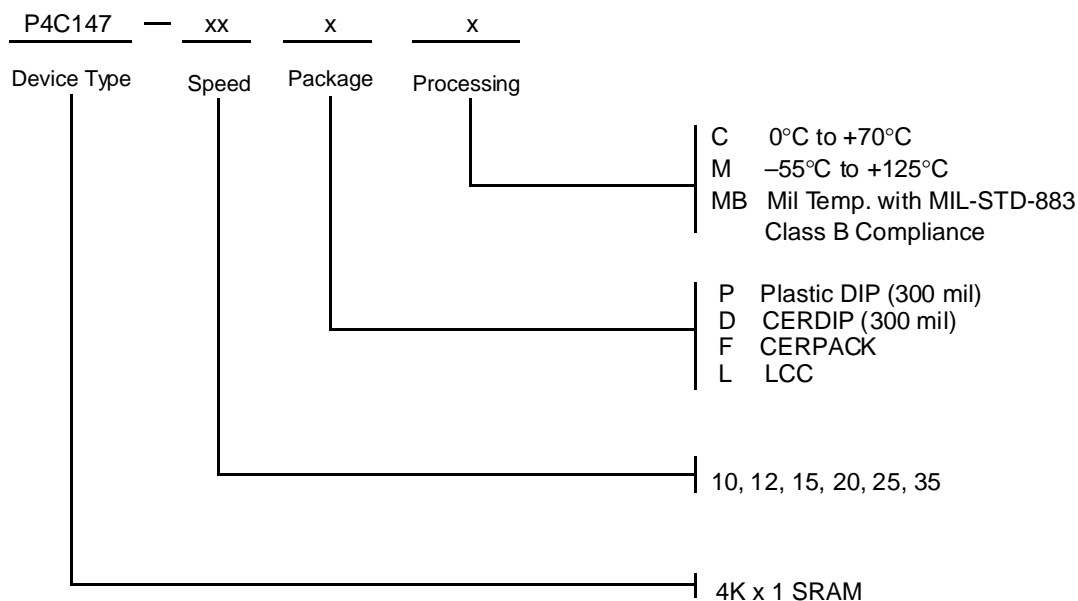 P4C147 — xx x x
Device Type Speed Package Processing
C 0°C to +70°C
M –55°C to +125°C
MB Mil Temp. with MIL-STD-883
Class B Compliance
P Plastic DIP (300 mil)
D CERDIP (300 mil)
F CERPACK
L LCC
10, 12, 15, 20, 25, 35
4K x 1 SRAM